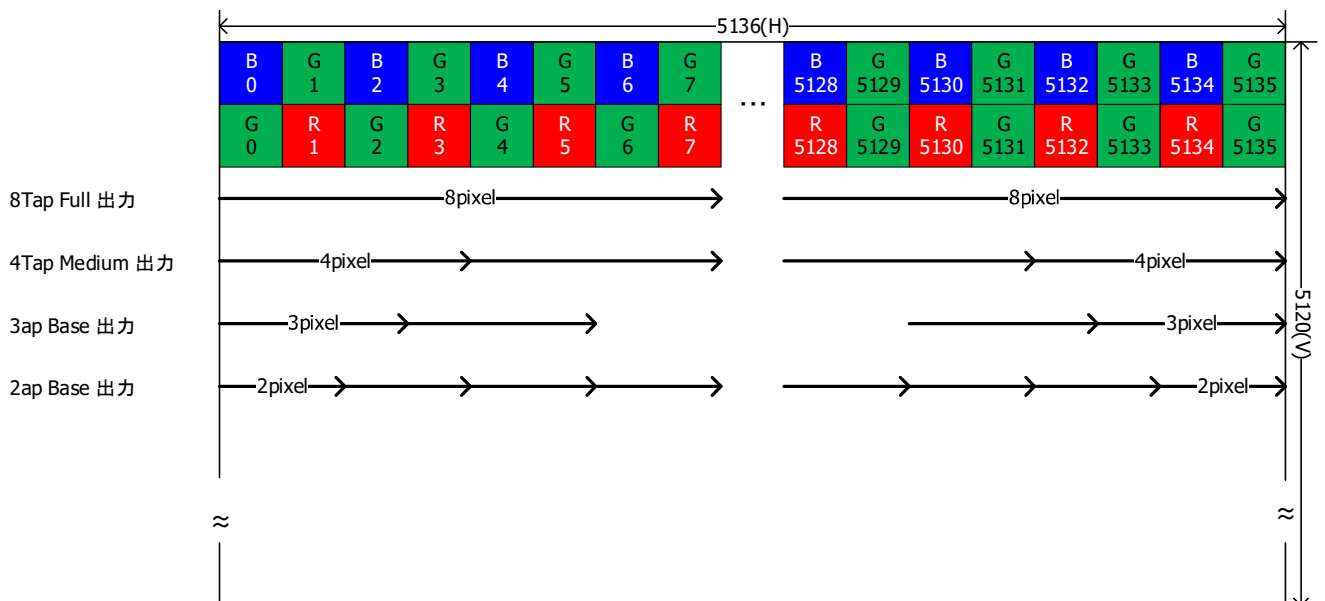 5136(H)
B G B G B G B G B G B G B G B G
0 1 2 3 4 5 6 7 5128 5129 5130 5131 5132 5133 5134 5135
...
G R G R G R G R R G R G R G R G
0 1 2 3 4 5 6 7 5128 5129 5130 5131 5132 5133 5134 5135
8Tap Full 出力 8pixel 8pixel
4Tap Medium 出力 4pixel 4pixel
3ap Base 出力 3pixel 3pixel
5120(V)
2ap Base 出力 2pixel 2pixel
≈ ≈